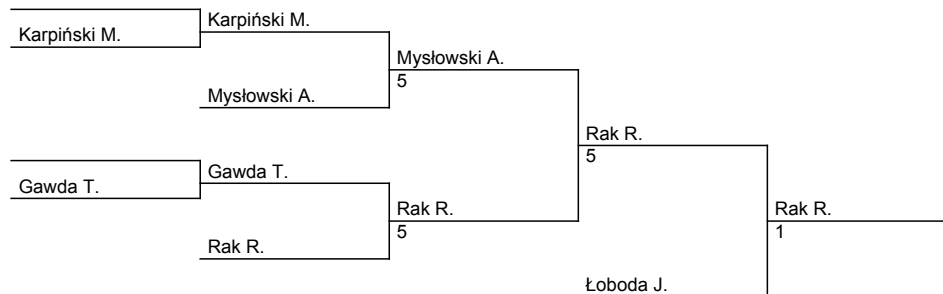 Karpiński M.
Karpiński M.
Mysłowski A.
5
Mysłowski A.
Rak R.
5
Gawda T.
Gawda T.
Rak R.
5
Rak R.
1
Rak R.
Łoboda J.